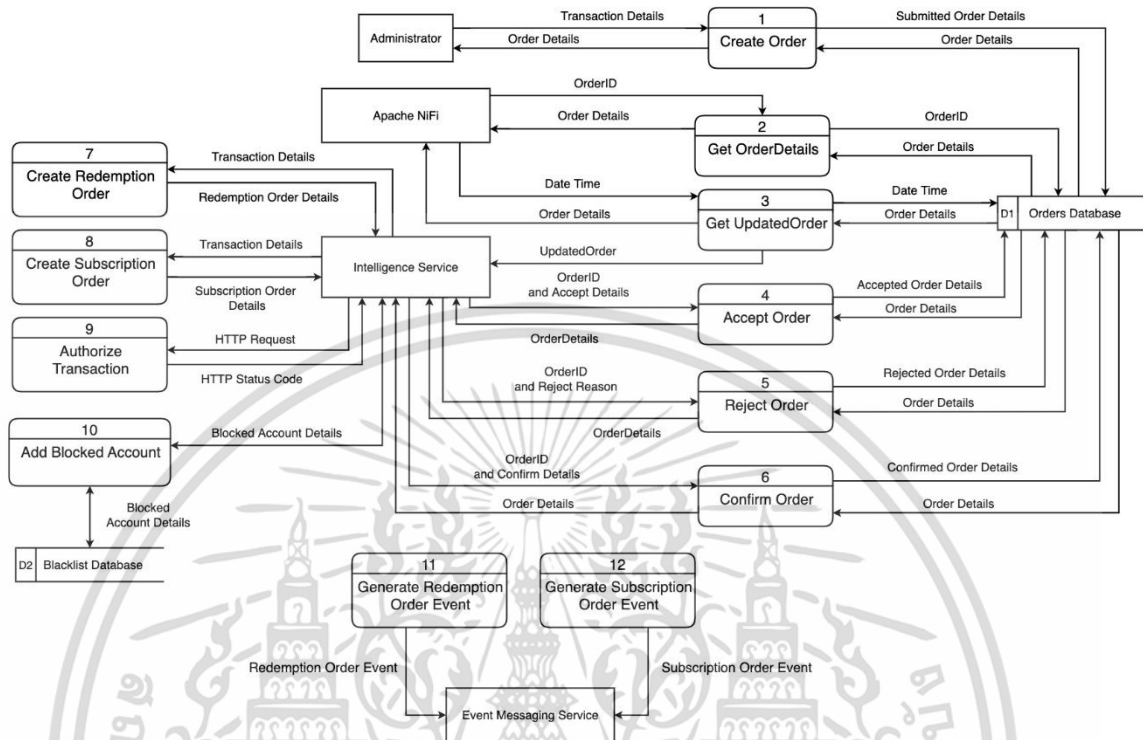 Transaction Details
1
Submitted Order Details
Administrator
Order Details
Create Order
Order Details
OrderID
Apache NiFi
Order Details
2
Get OrderDetails
OrderID
Order Details
7
Create Redemption
Order
Transaction Details
Redemption Order Details
Date Time
Order Details
3
Get UpdatedOrder
Date Time
Order Details
D1
Orders Database
8
Create Subscription
Order
Transaction Details
Subscription Order
Details
Intelligence Service
UpdatedOrder
OrderID
and Accept Details
OrderDetails
4
Accept Order
Accepted Order Details
Order Details
9
Authorize
Transaction
HTTP Request
HTTP Status Code
OrderID
and Reject Reason
OrderDetails
5
Reject Order
Rejected Order Details
Order Details
10
Add Blocked Account
Blocked Account Details
OrderID
and Confirm Details
Order Details
6
Confirm Order
Confirmed Order Details
Order Details
Blocked
Account Details
D2
Blacklist Database
11
Generate Redemption
Order Event
12
Generate Subscription
Order Event
Redemption Order Event
Subscription Order Event
Event Messaging Service